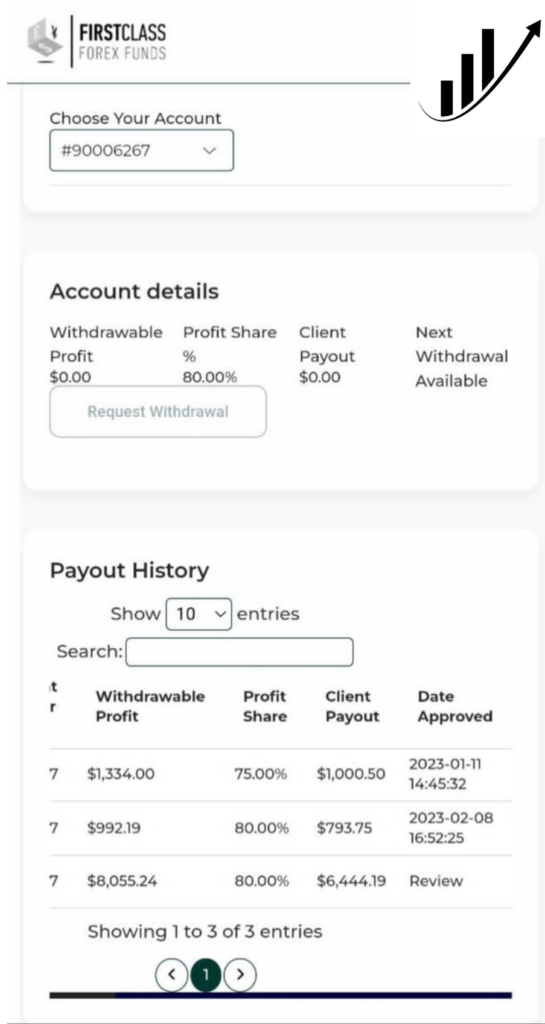 FIRSTCLASS
FOREX FUNDS
Choose Your Account
#90006267
Account details
Withdrawable Profit Share Client Next
Profit % Payout Withdrawal
$0.00 80.00% $0.00 Available
Request Withdrawal
Payout History
Show 10 entries
Search:
t Withdrawable Profit Client Date
r Profit Share Payout Approved
7 $1,334.00 75.00% $1,000.50 2023-01-11
14:45:32
7 $992.19 80.00% $793.75 2023-02-08
16:52:25
7 $8,055.24 80.00% $6,444.19 Review
Showing 1 to 3 of 3 entries
< 1 >